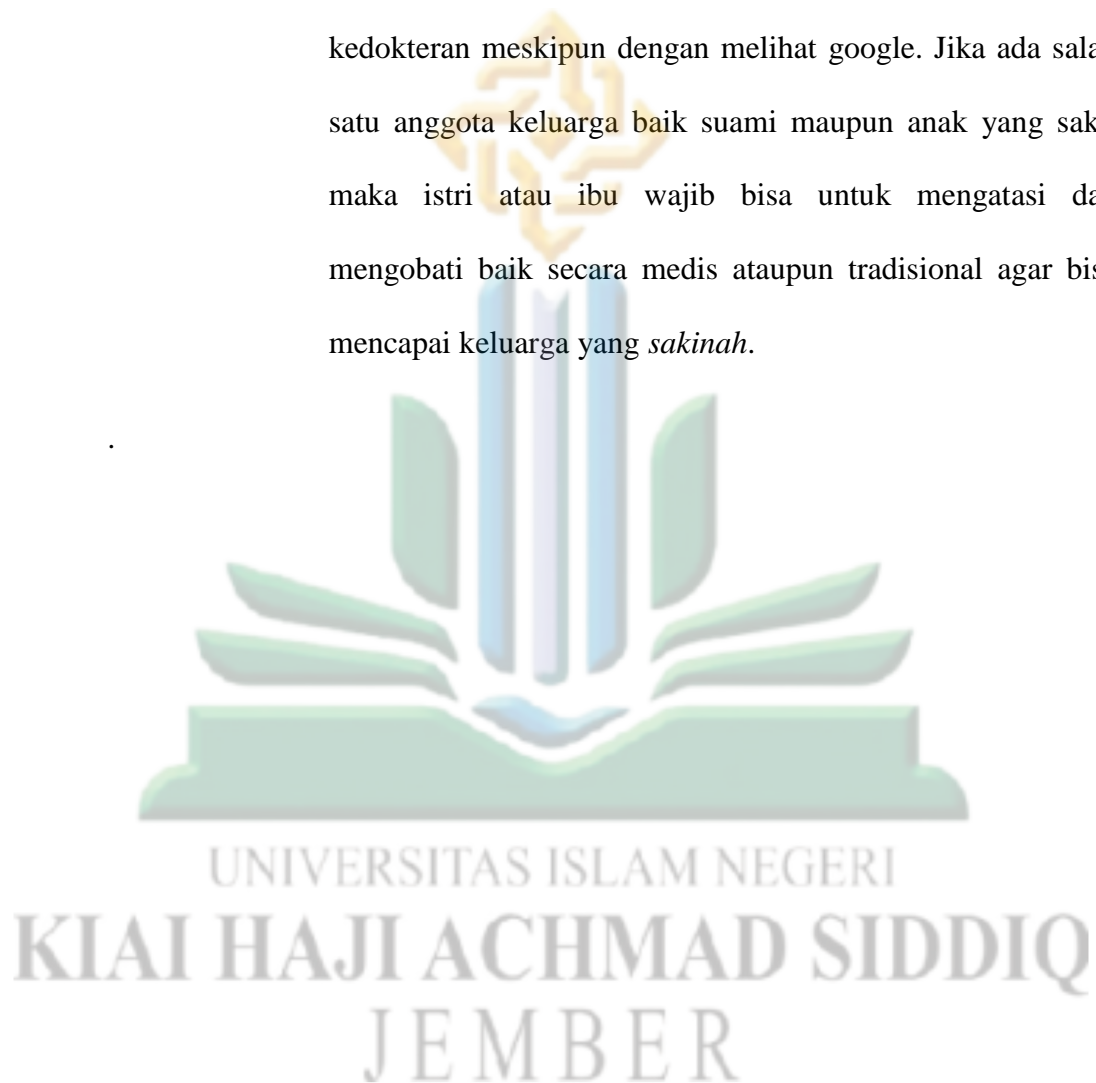 kedokteran meskipun dengan melihat google. Jika ada sala
satu anggota keluarga baik suami maupun anak yang sak
maka istri atau ibu wajib bisa untuk mengatasi da
mengobati baik secara medis ataupun tradisional agar bis
mencapai keluarga yang sakinah.
.
UNIVERSITAS ISLAM NEGERI
KIAI HAJI ACHMAD SIDDIQ
JEMBER